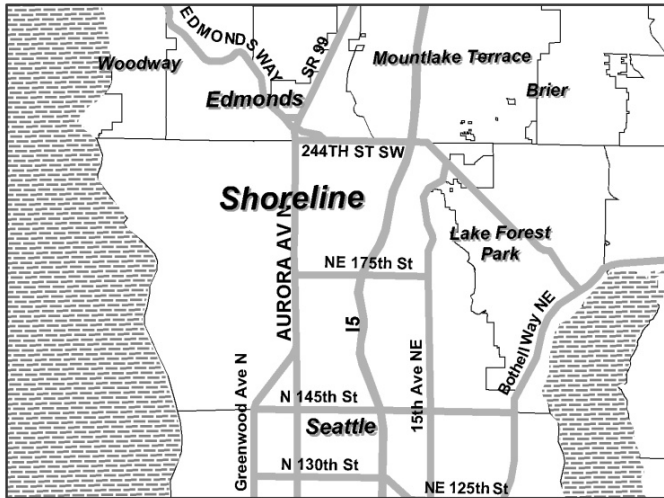 EDMONDS WAY
SR 99
Woodway
Mountlake Terrace
Edmonds
Brier
244TH ST SW
Shoreline
AURORA AV N
Lake Forest
Park
NE 175th St
I5
Bothell Way NE
15th Ave NE
Greenwood Ave N
N 145th St
Seattle
N 130th St
NE 125th St